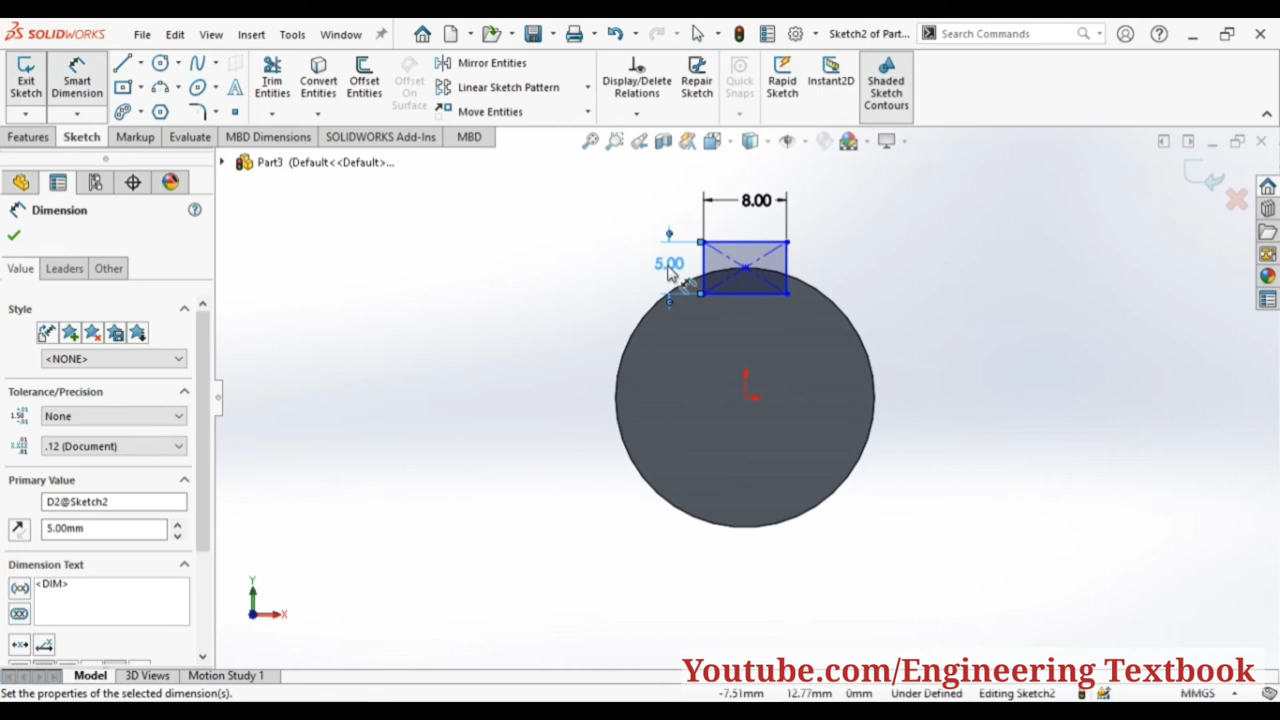 SOLIDWORKS File Edit View Insert Tools Window Sketch2 of Part... Search Commands
Exit Sketch Smart Dimension Trim Entities Convert Entities Offset Entities Offset On Surface Mirror Entities Linear Sketch Pattern Move Entities Display/Delete Relations Repair Sketch Quick Snaps Rapid Sketch Instant2D Shaded Sketch Contours
Features Sketch Markup Evaluate MBD Dimensions SOLIDWORKS Add-Ins MBD
Part3 (Default<<Default>...
Dimension
Value Leaders Other
Style
<NONE>
Tolerance/Precision
None
.12 (Document)
Primary Value
D2@Sketch2
5.00mm
Dimension Text
<DIM>
8.00
5.00
Y
X
Model 3D Views Motion Study 1
Youtube.com/Engineering Textbook
Set the properties of the selected dimension(s). -7.51mm 12.77mm 0mm Under Defined Editing Sketch2 MMGS